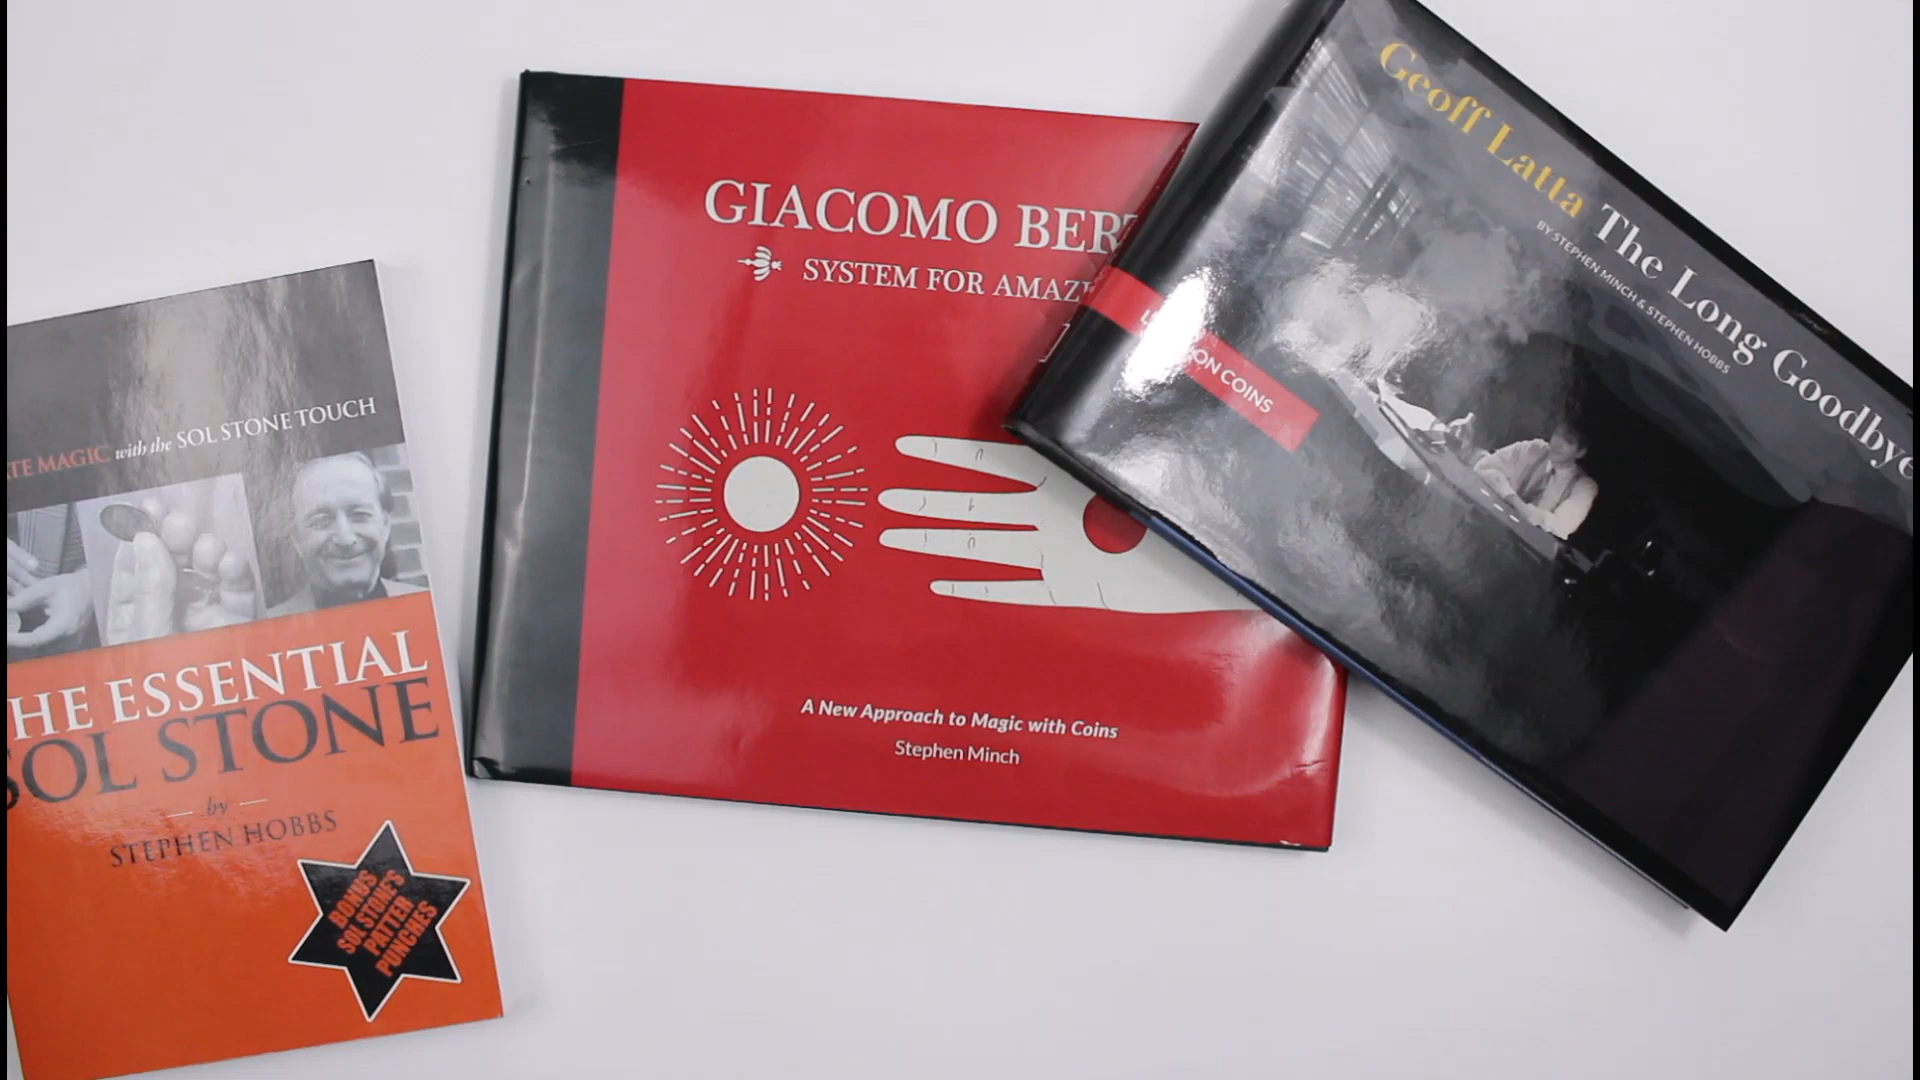 ATE MAGIC with the SOL STONE TOUCH
HE ESSENTIAL
SOL STONE
by
STEPHEN HOBBS
BONUS
SOL STONE'S
PATTER
PUNCHES
GIACOMO BERT
SYSTEM FOR AMAZ
A New Approach to Magic with Coins
Stephen Minch
Geoff Latta The Long Goodbye
BY STEPHEN MINCH & STEPHEN HOBBS
ON COINS